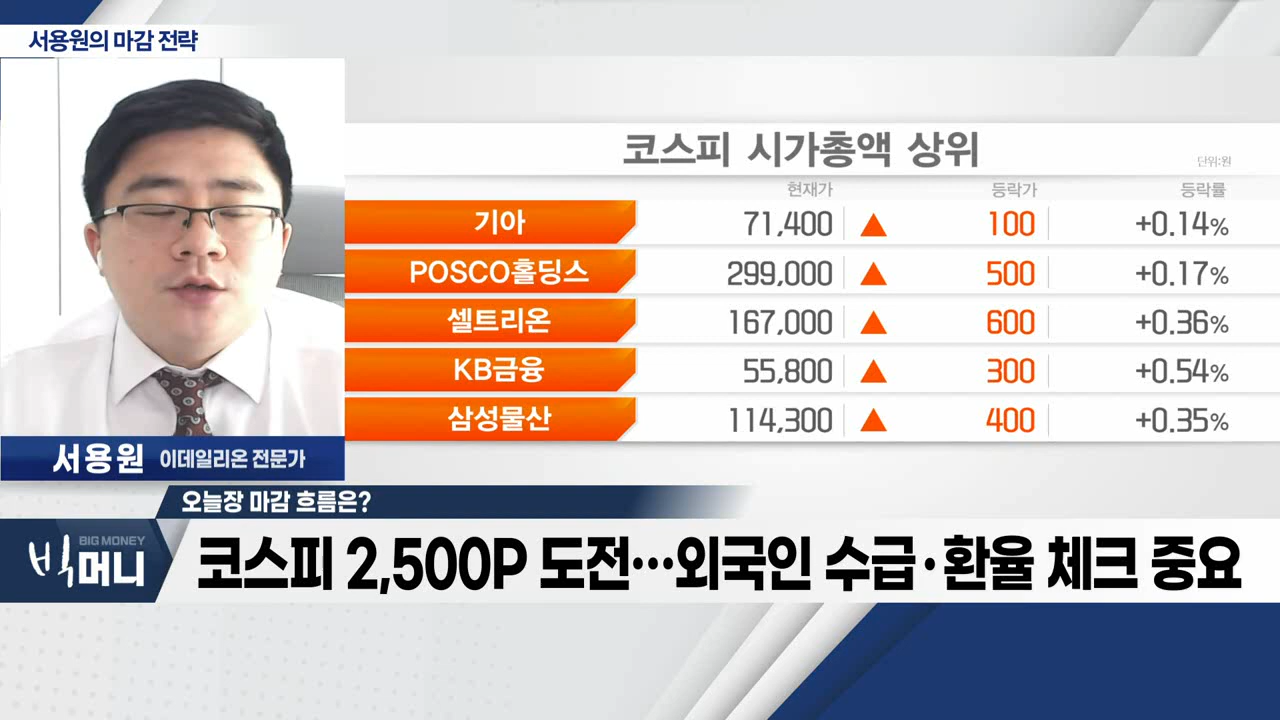 서용원의 마감 전략
코스피 시가총액 상위
단위:원
현재가 등락가 등락률
기아 71,400 ▲ 100 +0.14%
POSCO홀딩스 299,000 ▲ 500 +0.17%
셀트리온 167,000 ▲ 600 +0.36%
KB금융 55,800 ▲ 300 +0.54%
삼성물산 114,300 ▲ 400 +0.35%
서용원 이데일리온 전문가
오늘장 마감 흐름은?
BIG MONEY
빅머니
코스피 2,500P 도전…외국인 수급·환율 체크 중요